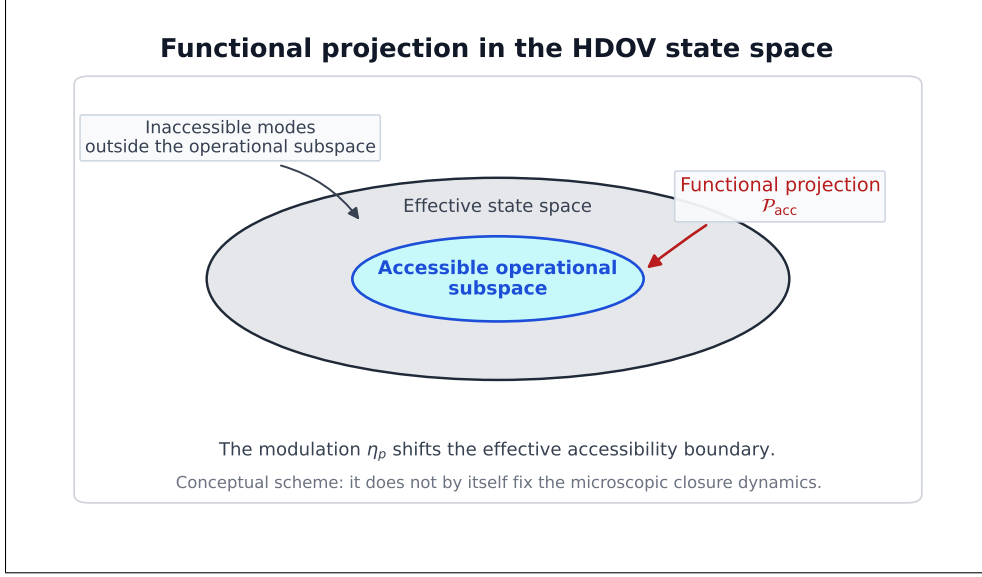 Functional projection in the HDOV state space
Inaccessible modes
outside the operational subspace
Functional projection
𝒫acc
Effective state space
Accessible operational
subspace
The modulation ηp shifts the effective accessibility boundary.
Conceptual scheme: it does not by itself fix the microscopic closure dynamics.